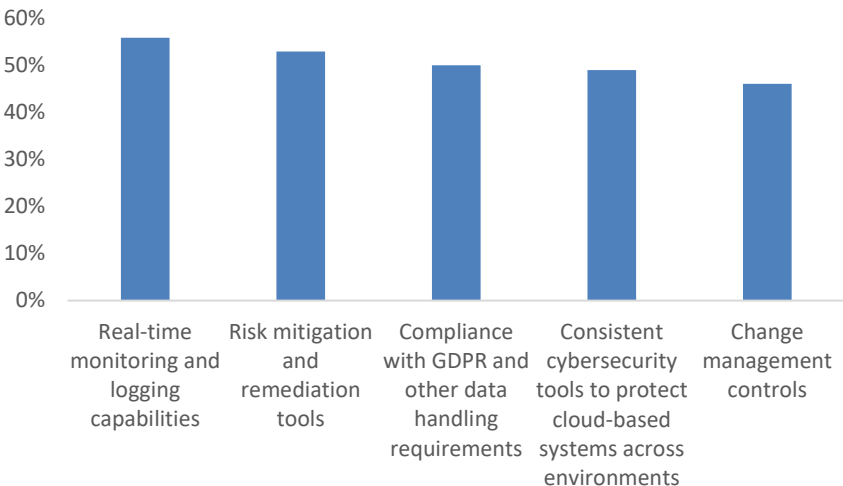 60%
50%
40%
30%
20%
10%
0%
Real-time
monitoring and
logging
capabilities
Risk mitigation
and
remediation
tools
Compliance
with GDPR and
other data
handling
requirements
Consistent
cybersecurity
tools to protect
cloud-based
systems across
environments
Change
management
controls